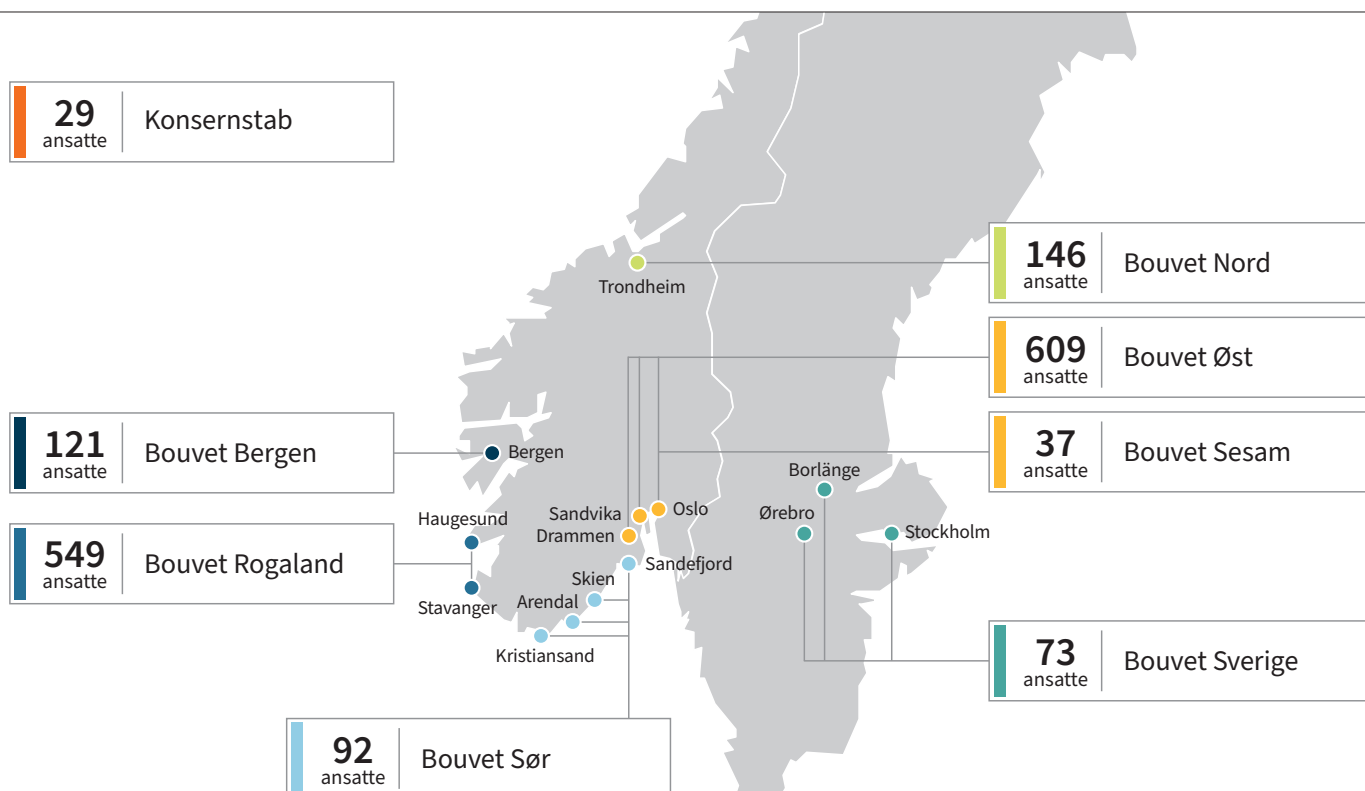 29
ansatte
Konsernstab
146
ansatte
Bouvet Nord
Trondheim
609
ansatte
Bouvet Øst
121
ansatte
Bouvet Bergen
Bergen
37
ansatte
Bouvet Sesam
Borlänge
Haugesund
Sandvika
Oslo
Ørebro
Drammen
Stockholm
549
ansatte
Bouvet Rogaland
Sandefjord
Skien
Stavanger
Arendal
Kristiansand
73
ansatte
Bouvet Sverige
92
ansatte
Bouvet Sør